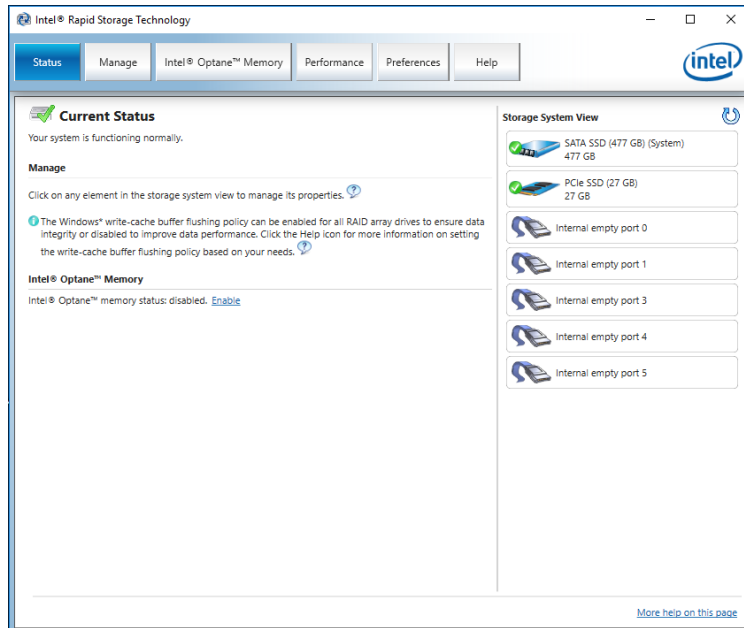 Intel® Rapid Storage Technology
Status
Manage
Intel® Optane™ Memory
Performance
Preferences
Help
intel
Current Status
Your system is functioning normally.
Manage
Click on any element in the storage system view to manage its properties.
The Windows* write-cache buffer flushing policy can be enabled for all RAID array drives to ensure data
integrity or disabled to improve data performance. Click the Help icon for more information on setting
the write-cache buffer flushing policy based on your needs.
Intel® Optane™ Memory
Intel® Optane™ memory status: disabled. Enable
Storage System View
SATA SSD (477 GB) (System)
477 GB
PCIe SSD (27 GB)
27 GB
Internal empty port 0
Internal empty port 1
Internal empty port 3
Internal empty port 4
Internal empty port 5
More help on this page